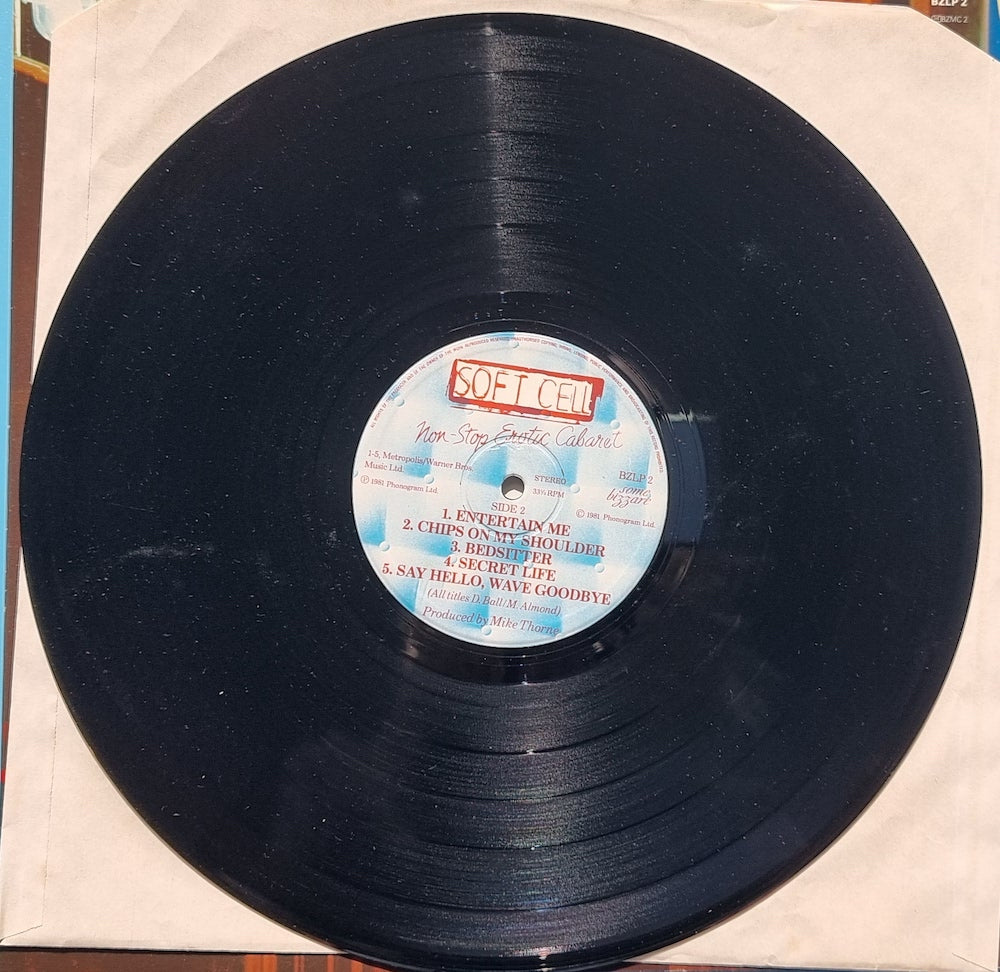 BZLP 2
BZMC 2
SOFT CELL
Non-Stop Erotic Cabaret
1-5, Metropolis/Warner Bros.
Music Ltd.
Ⓟ 1981 Phonogram Ltd.
STEREO
33⅓ RPM
BZLP 2
some
bizzare
© 1981 Phonogram Ltd.
SIDE 2
1. ENTERTAIN ME
2. CHIPS ON MY SHOULDER
3. BEDSITTER
4. SECRET LIFE
5. SAY HELLO, WAVE GOODBYE
(All titles D. Ball/M. Almond)
Produced by Mike Thorne